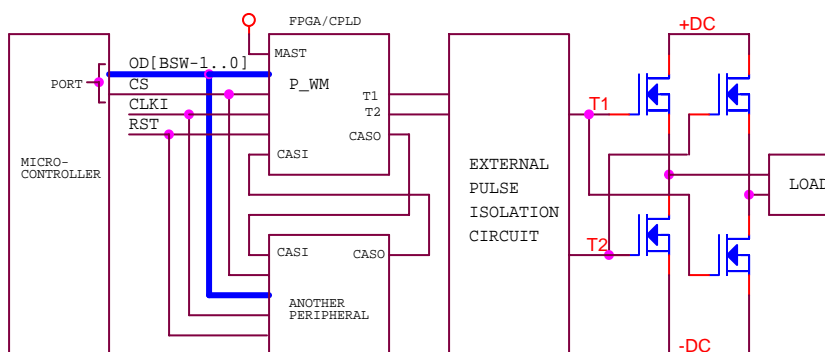 FPGA/CPLD
+DC
MAST
OD[BSW-1..0]
PORT
CS
P_WM
T1
CLKI
T2
T1
RST
CASO
CASI
MICRO-
CONTROLLER
EXTERNAL
PULSE
ISOLATION
CIRCUIT
LOAD
T2
CASI
CASO
ANOTHER
PERIPHERAL
-DC